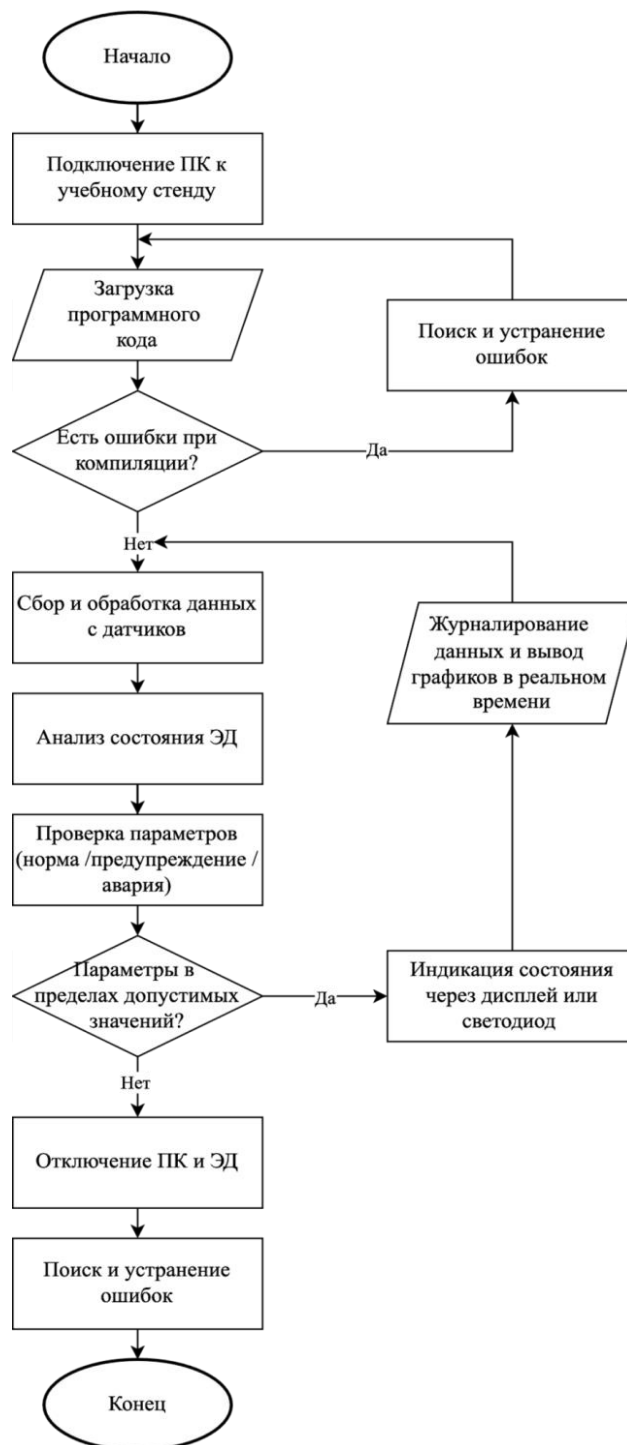 Начало
Подключение ПК к
учебному стенду
Загрузка
программного
кода
Поиск и устранение
ошибок
Есть ошибки при
компиляции?
Да
Нет
Сбор и обработка данных
с датчиков
Журналирование
данных и вывод
графиков в реальном
времени
Анализ состояния ЭД
Проверка параметров
(норма /предупреждение /
авария)
Параметры в
пределах допустимых
значений?
Да
Индикация состояния
через дисплей или
светодиод
Нет
Отключение ПК и ЭД
Поиск и устранение
ошибок
Конец